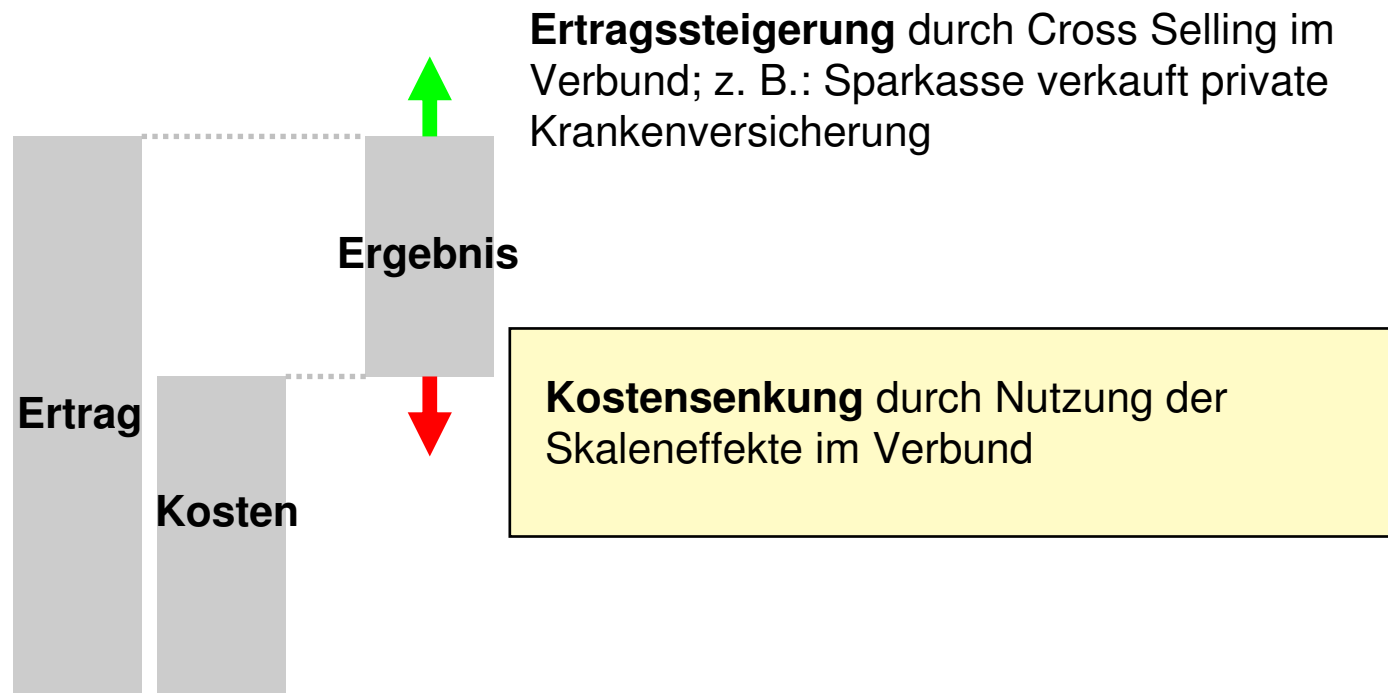 Ertragssteigerung durch Cross Selling im
Verbund; z. B.: Sparkasse verkauft private
Krankenversicherung
Ergebnis
Kostensenkung durch Nutzung der
Skaleneffekte im Verbund
Ertrag
Kosten